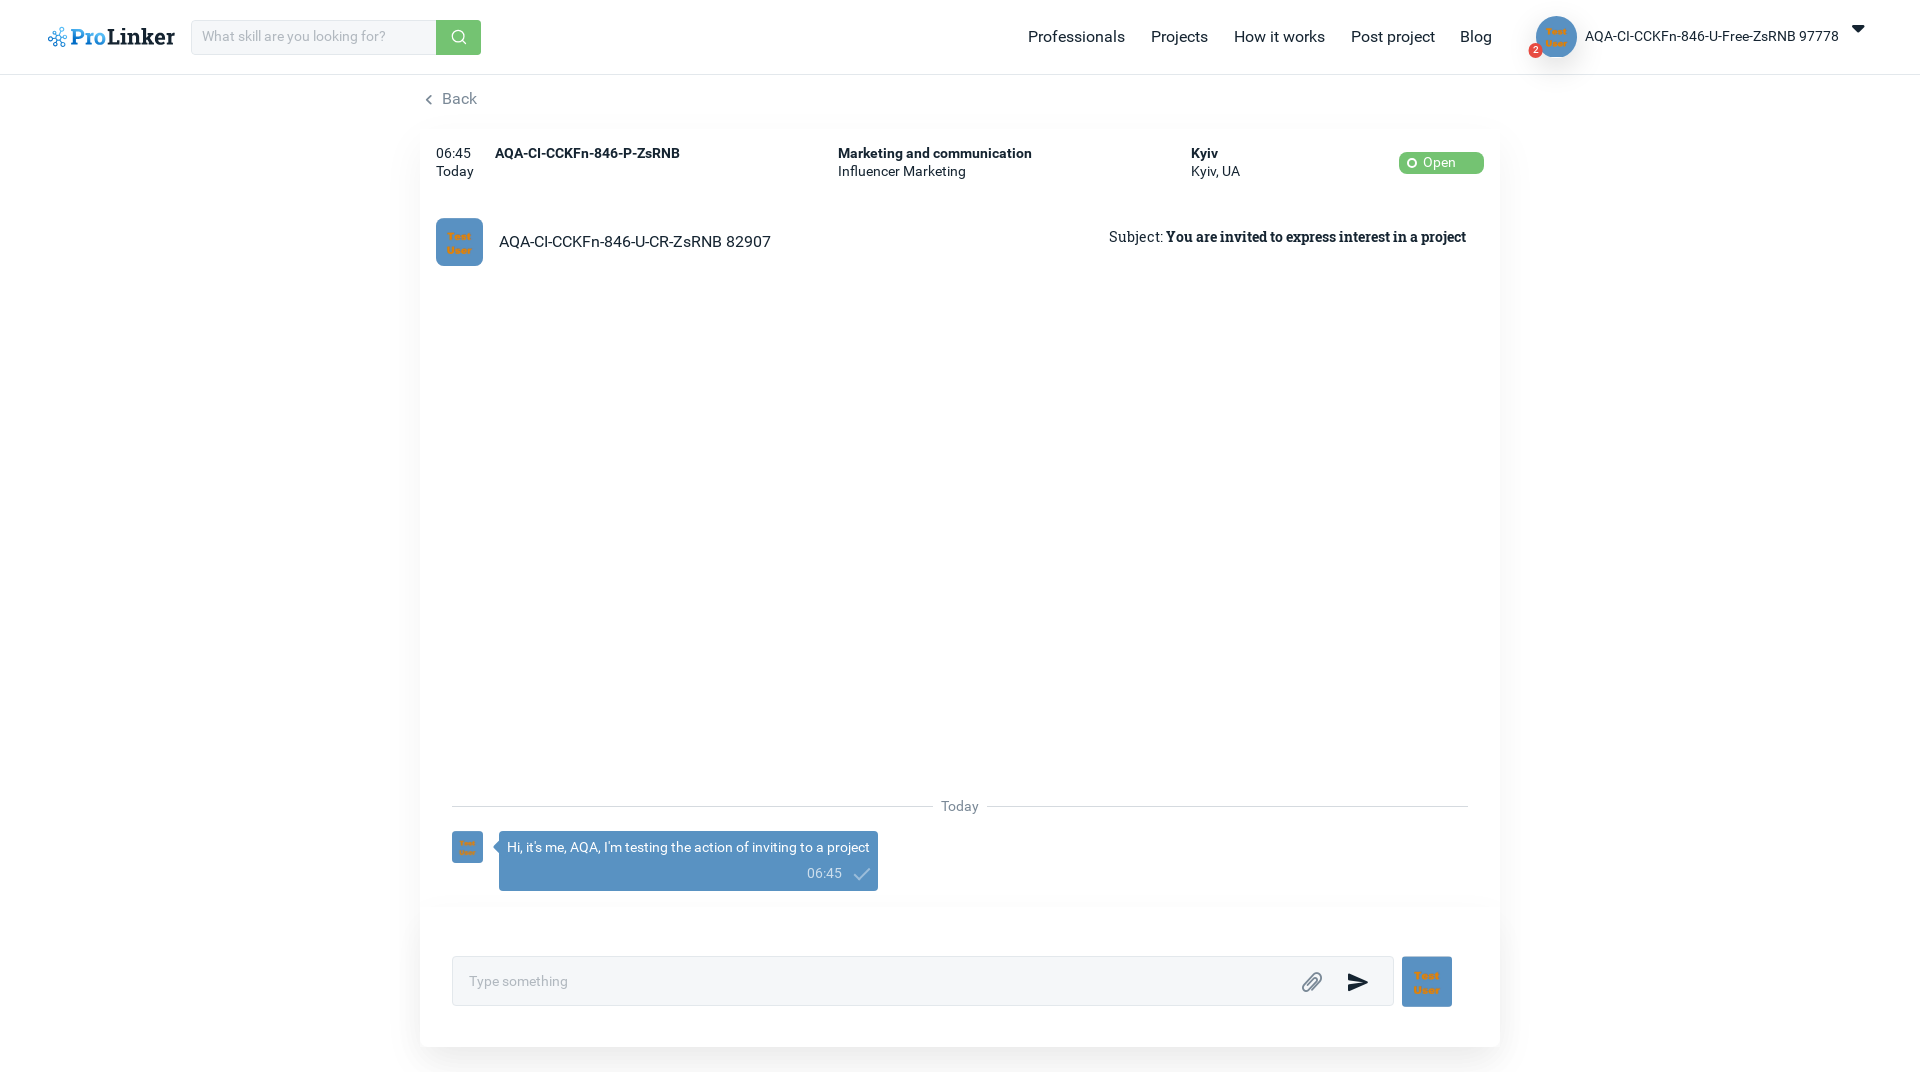 ProLinker
What skill are you looking for?
Professionals
Projects
How it works
Post project
Blog
Test
User
2
AQA-CI-CCKFn-846-U-Free-ZsRNB 97778
Back
06:45
Today
AQA-CI-CCKFn-846-P-ZsRNB
Marketing and communication
Influencer Marketing
Kyiv
Kyiv, UA
Open
Test
User
AQA-CI-CCKFn-846-U-CR-ZsRNB 82907
Subject: You are invited to express interest in a project
Today
Test
User
Hi, it's me, AQA, I'm testing the action of inviting to a project
06:45
Type something
Test
User